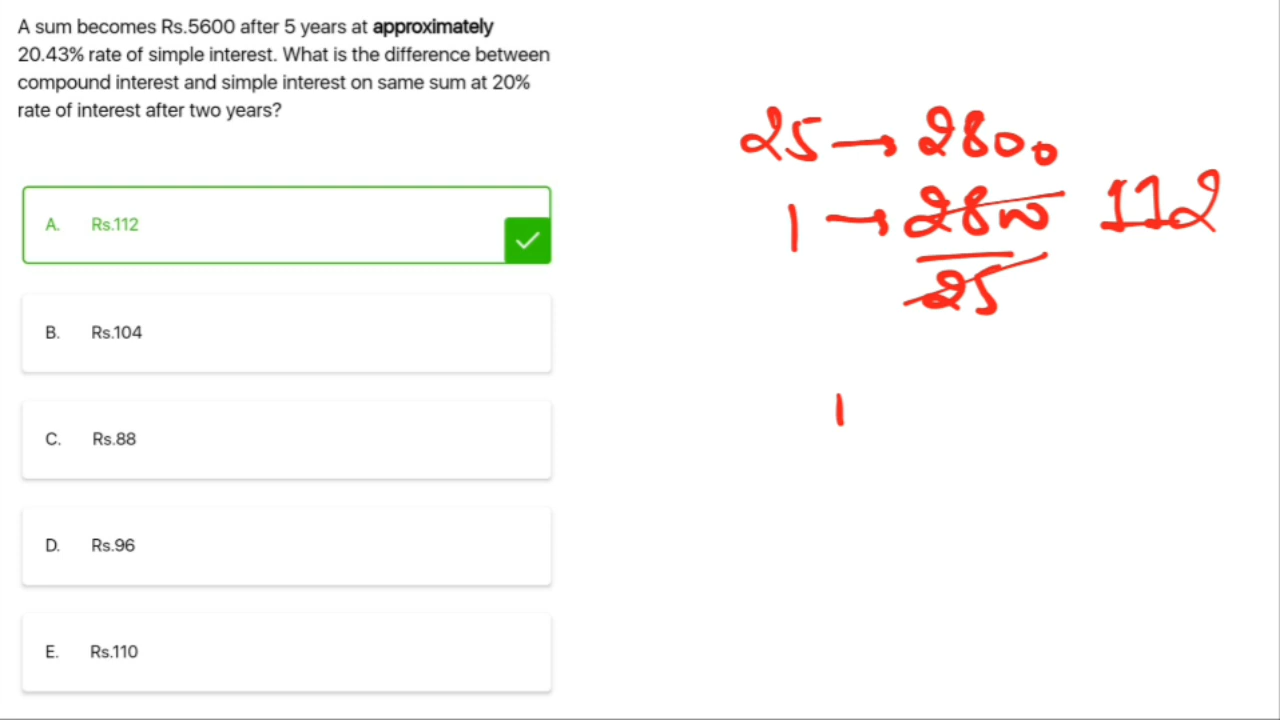 A sum becomes Rs.5600 after 5 years at approximately
20.43% rate of simple interest. What is the difference between
compound interest and simple interest on same sum at 20%
rate of interest after two years?
A. Rs.112
B. Rs.104
C. Rs.88
D. Rs.96
E. Rs.110
25 → 2800
1 → 2800 112
25
1